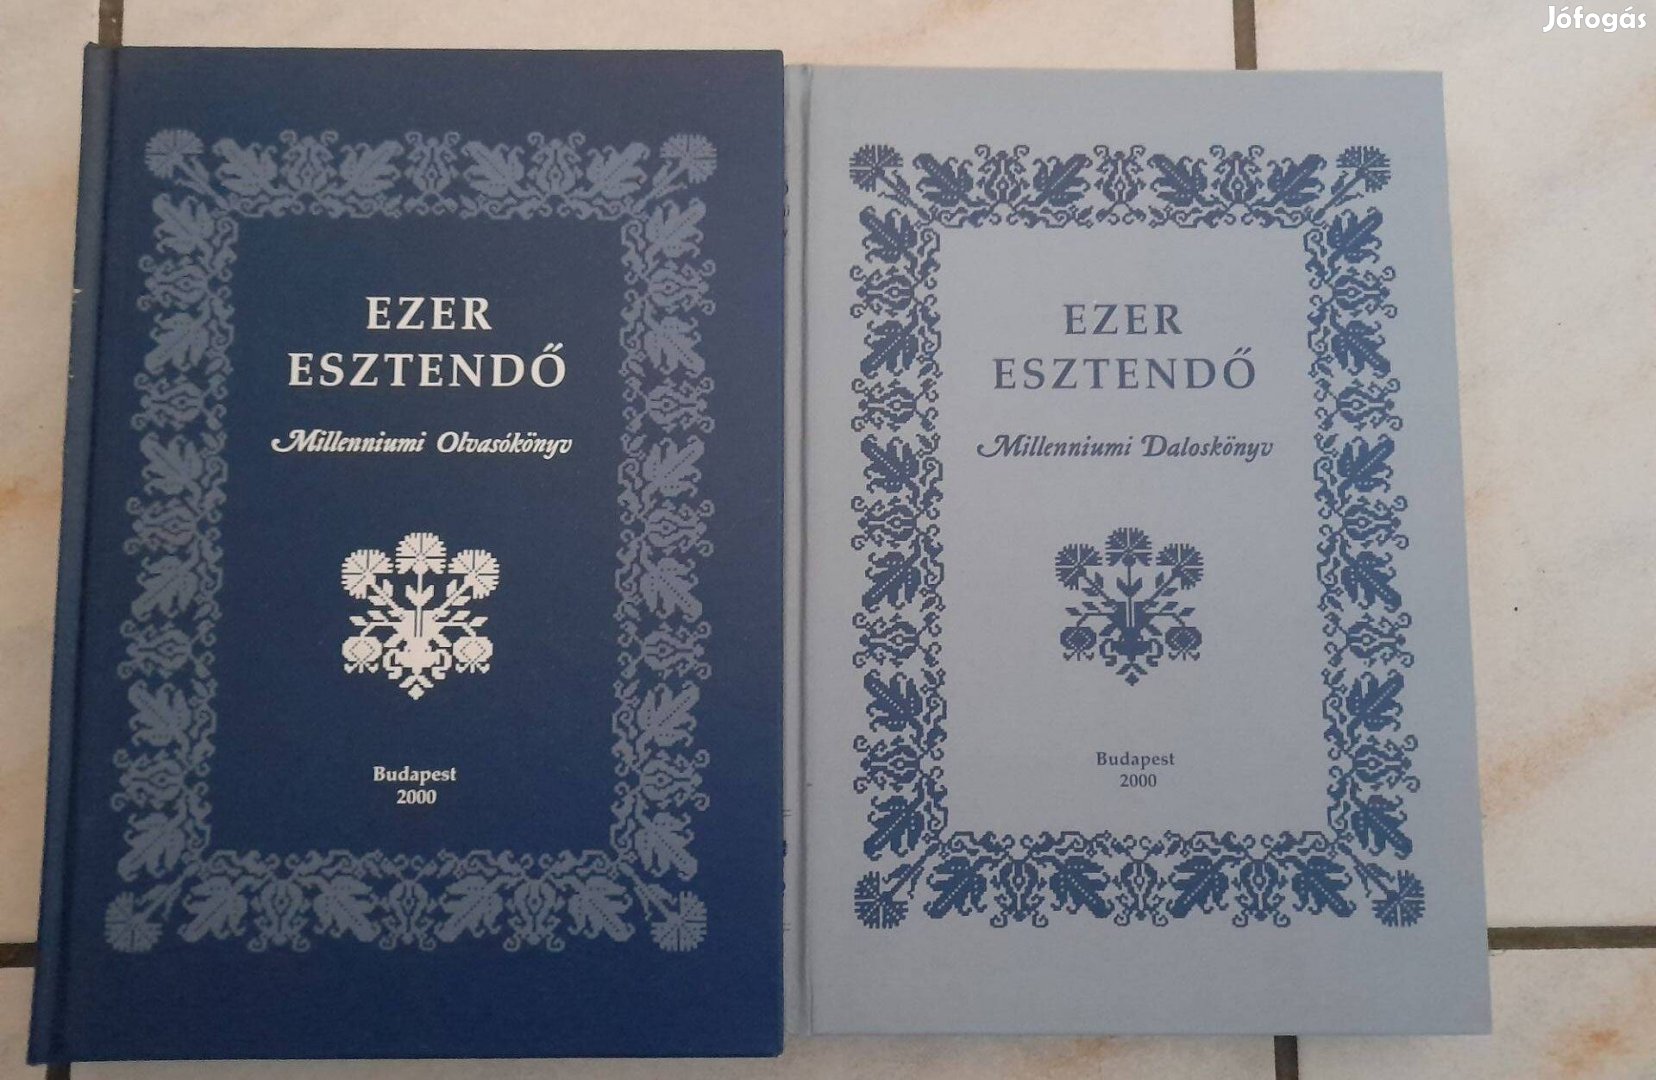 Jófogás
EZER
ESZTENDŐ
Millenniumi Olvasókönyv
Budapest
2000
EZER
ESZTENDŐ
Millenniumi Daloskönyv
Budapest
2000